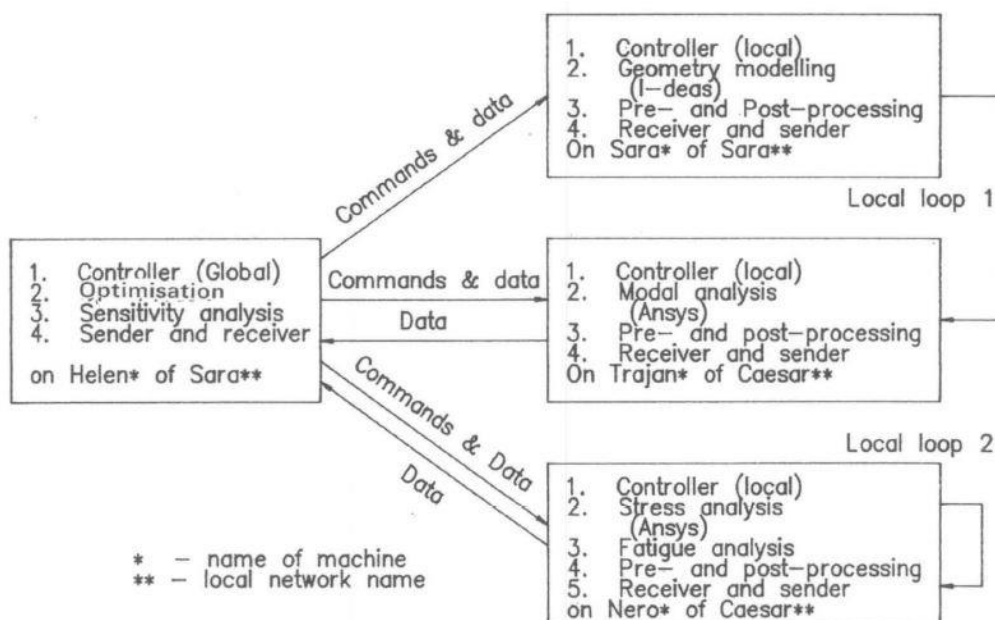 1. Controller (local)
2. Geometry modelling
(I-deas)
3. Pre- and Post-processing
4. Receiver and sender
On Sara* of Sara**
Local loop 1
Commands & data
1. Controller (Global)
2. Optimisation
3. Sensitivity analysis
4. Sender and receiver
on Helen* of Sara**
Commands & data
Data
1. Controller (local)
2. Modal analysis
(Ansys)
3. Pre- and post-processing
4. Receiver and sender
On Trajan* of Caesar**
Commands & Data
Data
Local loop 2
1. Controller (local)
2. Stress analysis
(Ansys)
3. Fatigue analysis
4. Pre- and post-processing
5. Receiver and sender
on Nero* of Caesar**
* - name of machine
** - local network name